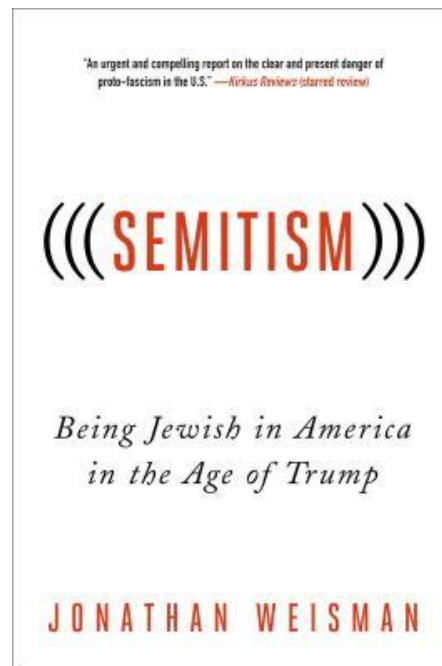 "An urgent and compelling report on the clear and present danger of
proto-fascism in the U.S." —Kirkus Reviews (starred review)
(((SEMITISM)))
Being Jewish in America
in the Age of Trump
JONATHAN WEISMAN